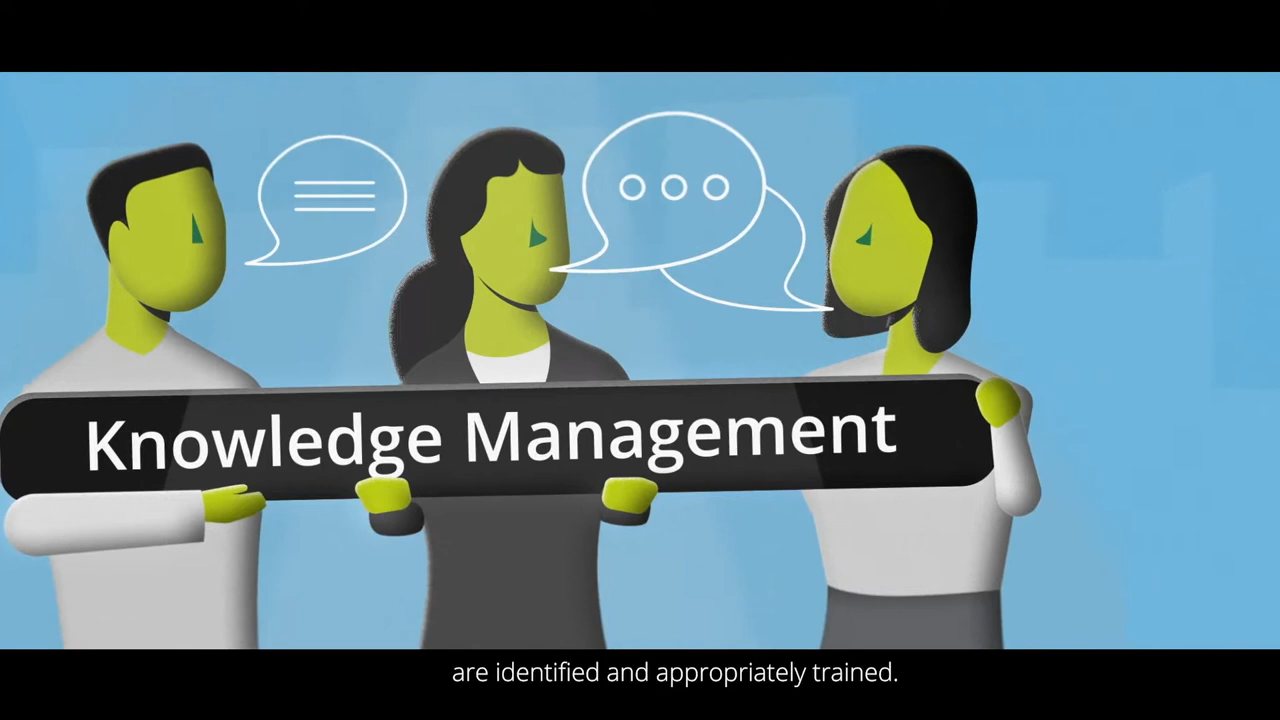 Knowledge Management
are identified and appropriately trained.